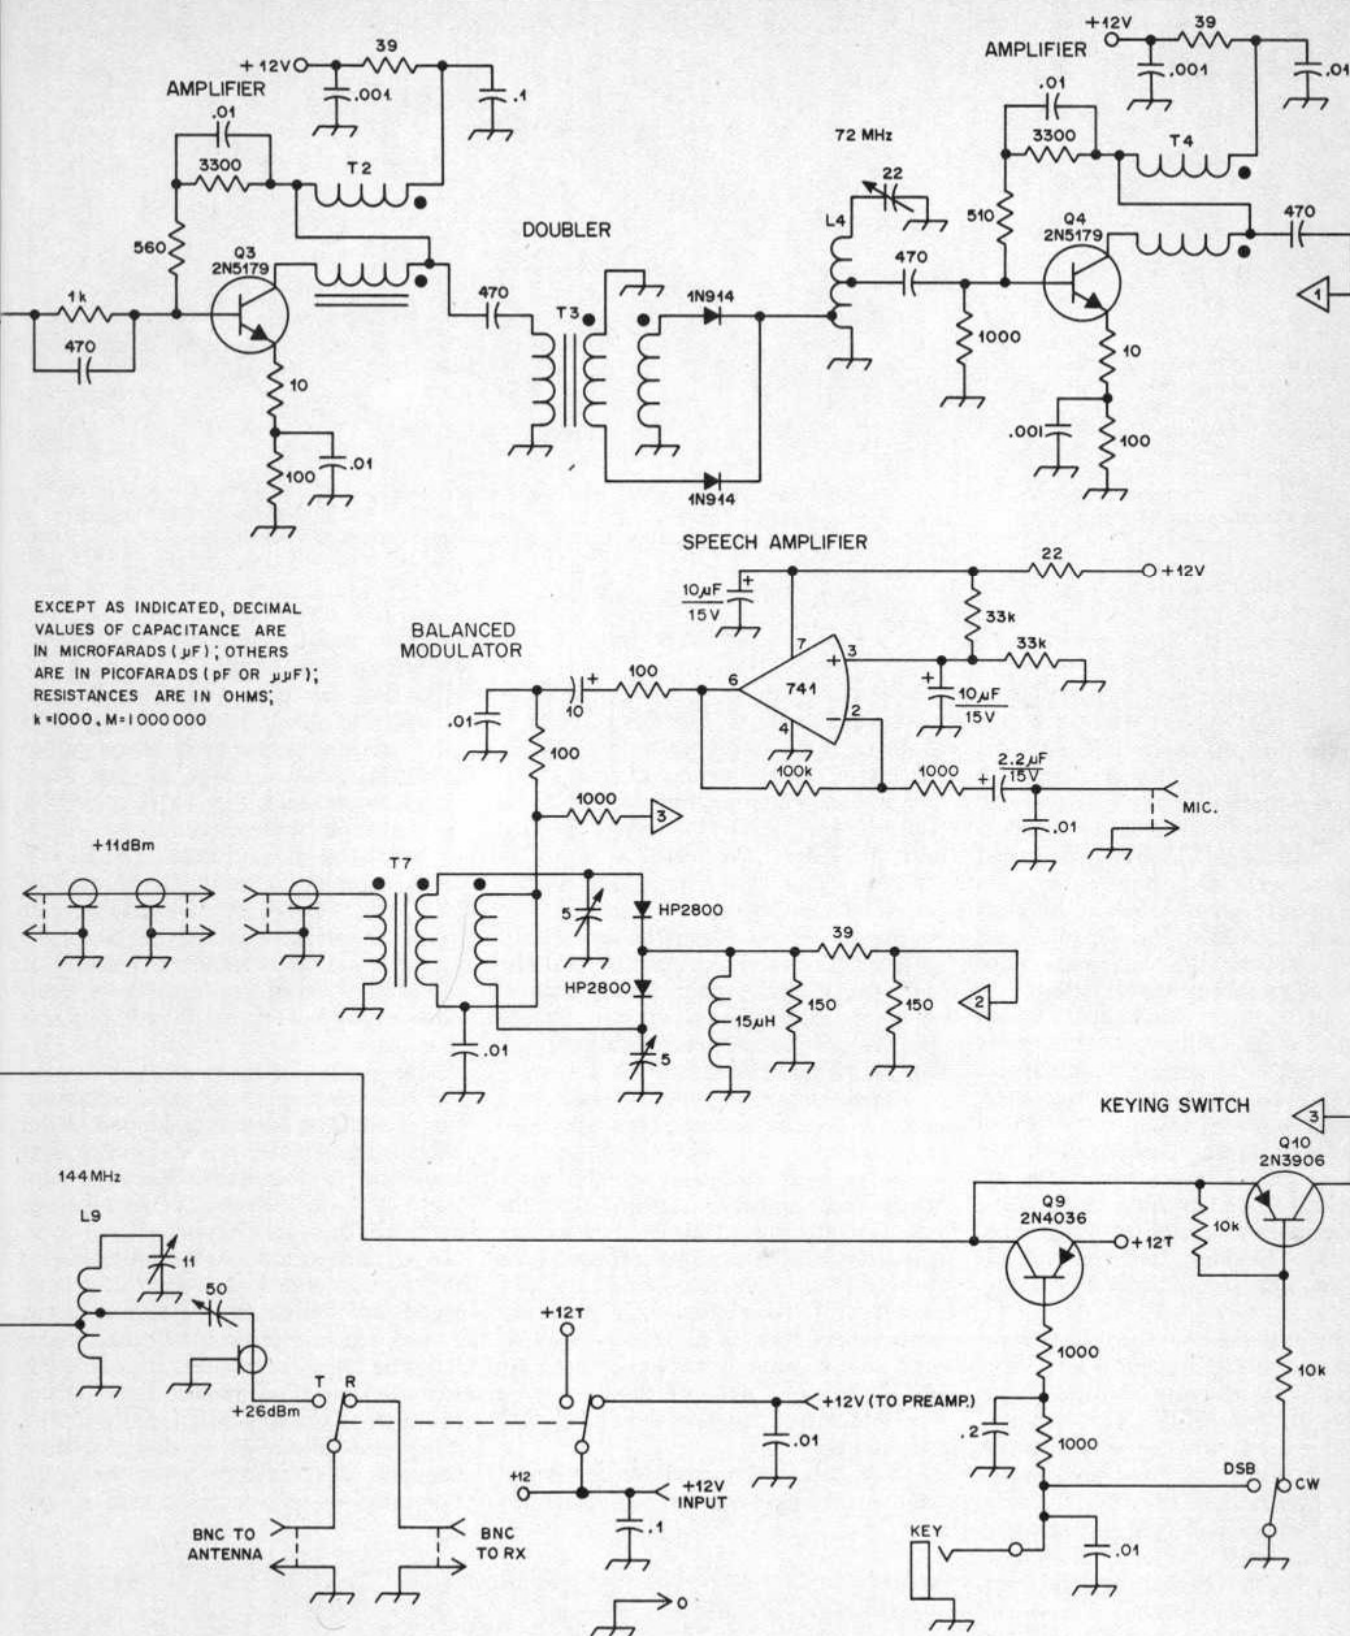 +12V
39
.001
.1
AMPLIFIER
.01
3300
T2
560
Q3
2N5179
1k
470
10
100
.01
470
DOUBLER
T3
1N914
1N914
72 MHz
22
L4
470
1000
AMPLIFIER
+12V
39
.001
.01
.01
3300
T4
510
Q4
2N5179
470
1
10
.001
100
SPEECH AMPLIFIER
22
+12V
10µF
15V
+
33k
33k
7
+ 3
741
6
- 2
4
+
10µF
15V
100k
1000
2.2µF
15V
+
.01
MIC.
EXCEPT AS INDICATED, DECIMAL
VALUES OF CAPACITANCE ARE
IN MICROFARADS (µF); OTHERS
ARE IN PICOFARADS (pF OR µµF);
RESISTANCES ARE IN OHMS;
k=1000, M=1000000
BALANCED
MODULATOR
.01
10
+
100
100
1000
3
+11dBm
T7
5
HP2800
HP2800
.01
5
15µH
150
39
150
2
KEYING SWITCH
3
Q10
2N3906
Q9
2N4036
+12T
10k
10k
1000
.2
1000
DSB
CW
KEY
.01
144MHz
L9
11
50
+26dBm
T R
+12T
+12V (TO PREAMP.)
.01
+12
+12V
INPUT
.1
BNC TO
ANTENNA
BNC
TO RX
0